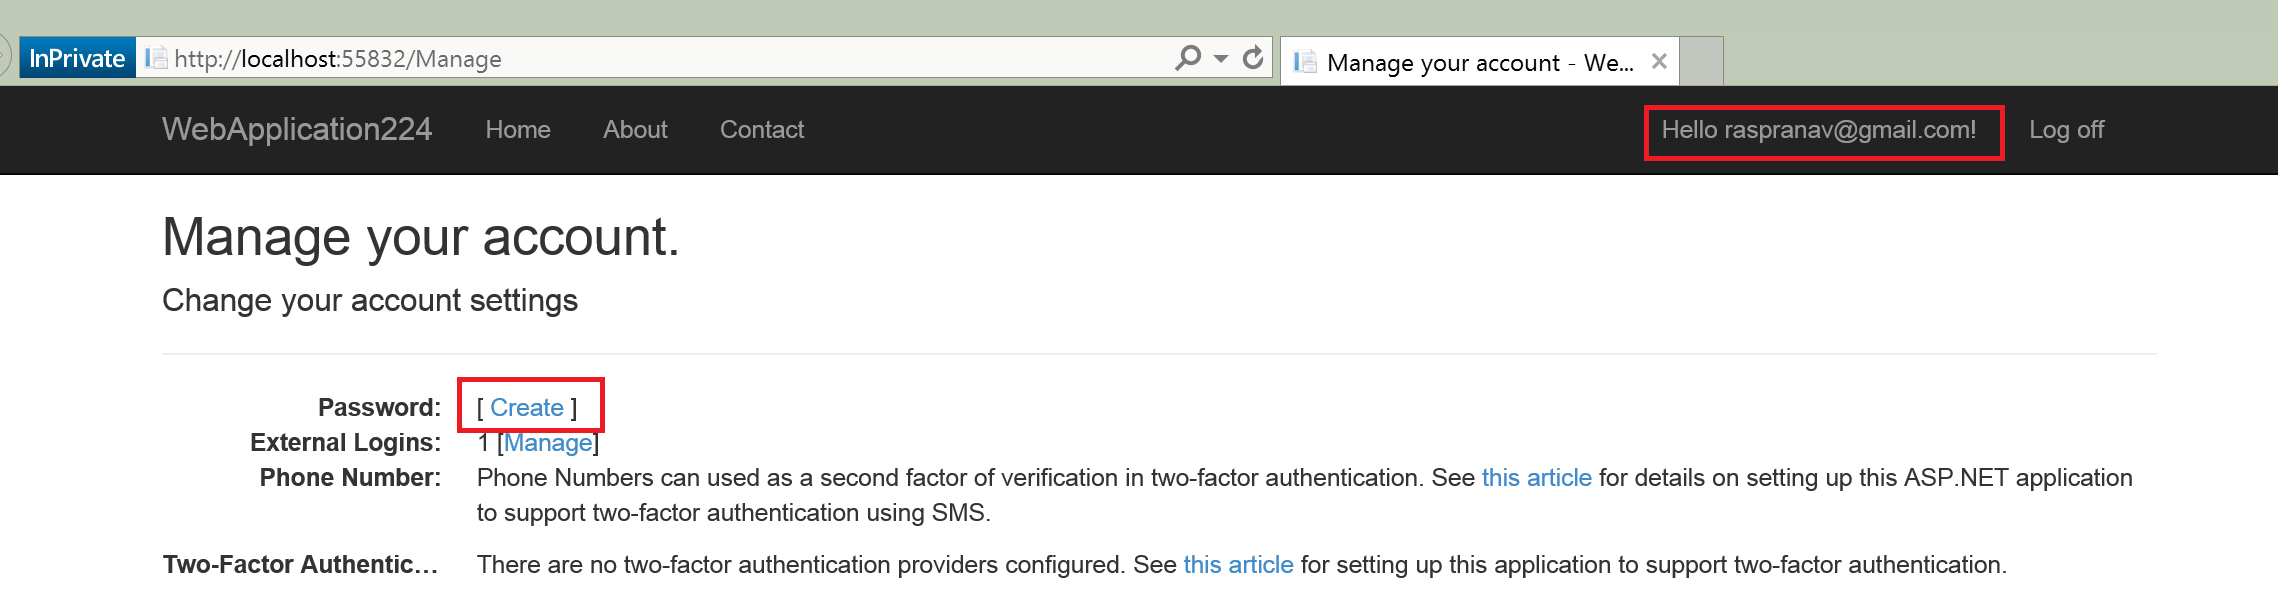 InPrivate http://localhost:55832/Manage Manage your account - We...
WebApplication224 Home About Contact Hello raspranav@gmail.com! Log off
Manage your account.
Change your account settings
Password: [ Create ]
External Logins: 1 [Manage]
Phone Number: Phone Numbers can used as a second factor of verification in two-factor authentication. See this article for details on setting up this ASP.NET application
to support two-factor authentication using SMS.
Two-Factor Authentic... There are no two-factor authentication providers configured. See this article for setting up this application to support two-factor authentication.